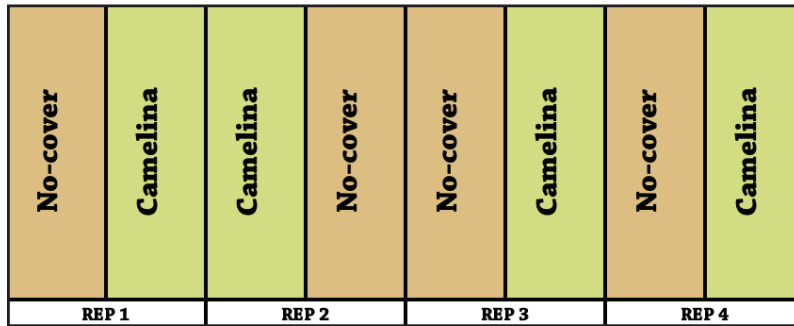 No-cover
Camelina
Camelina
No-cover
No-cover
Camelina
No-cover
Camelina
REP 1
REP 2
REP 3
REP 4